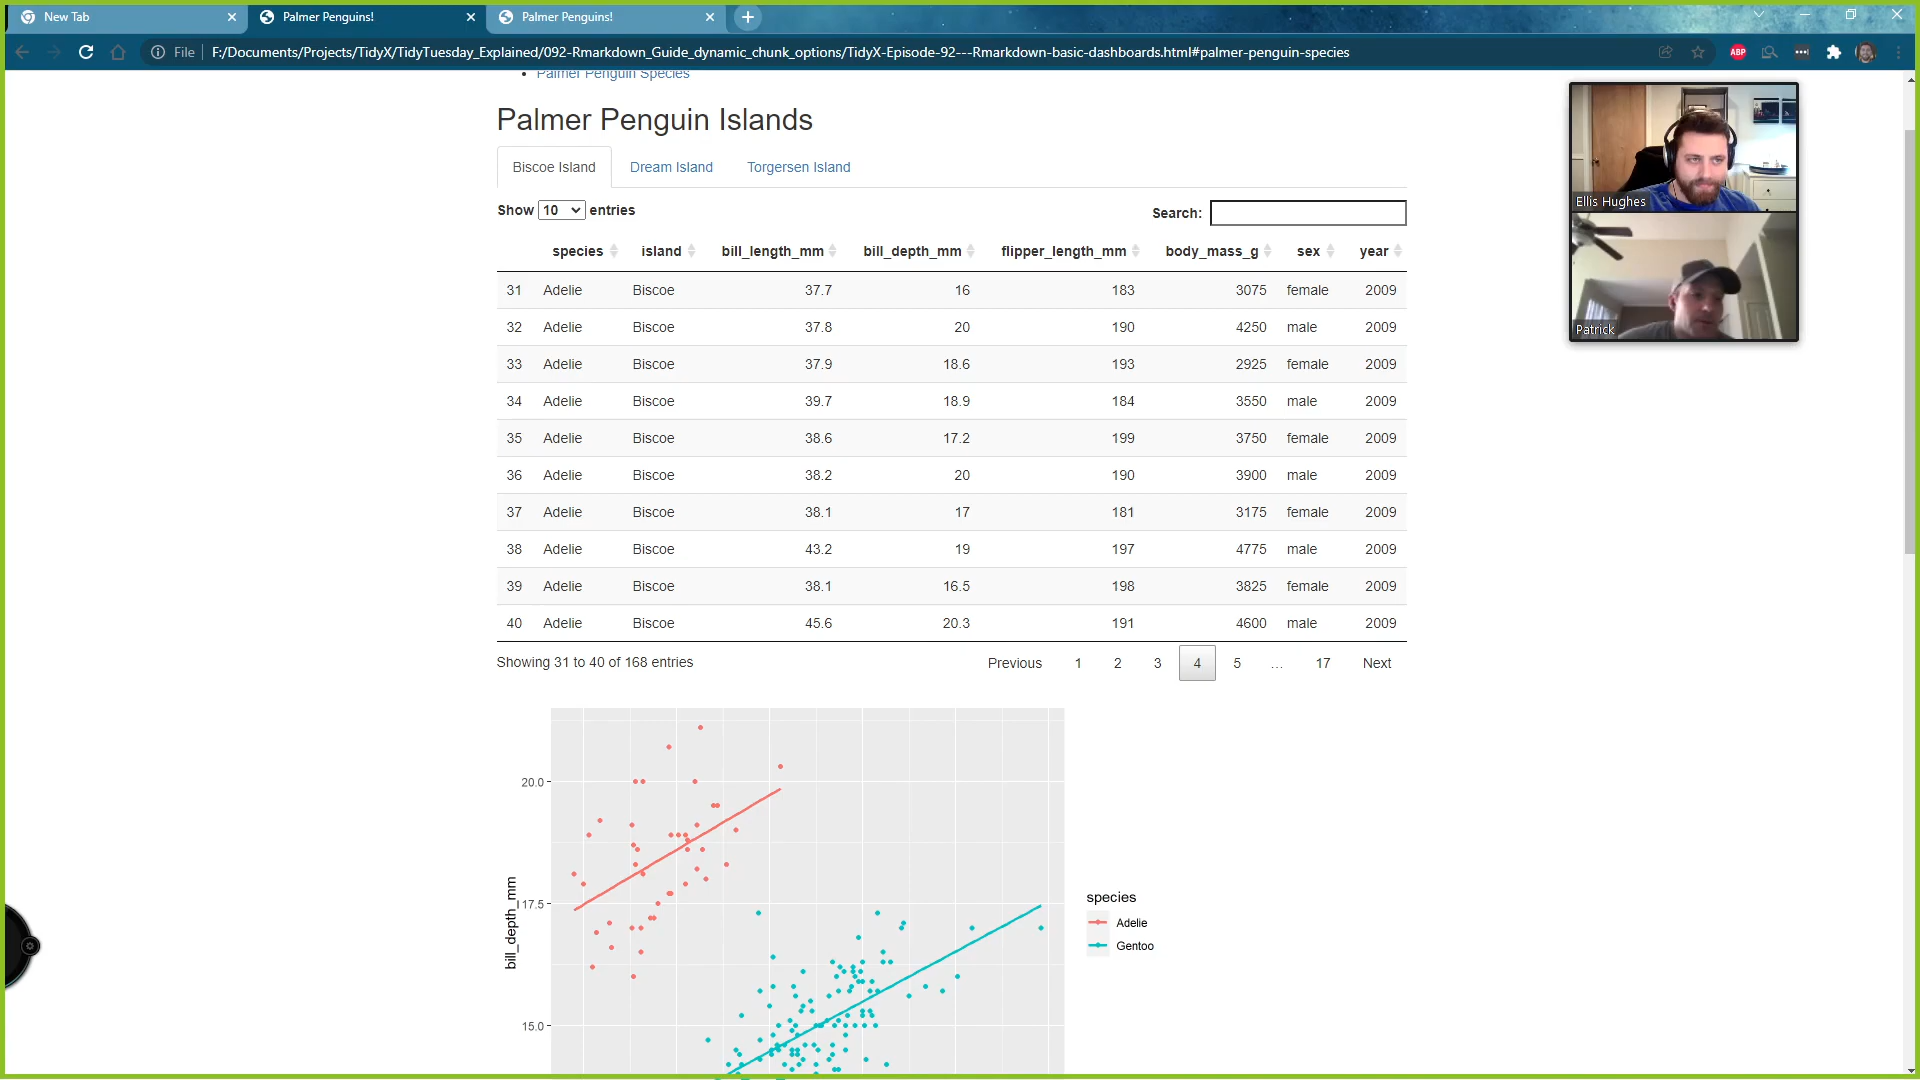 New Tab
Palmer Penguins!
Palmer Penguins!
File
F:/Documents/Projects/TidyX/TidyTuesday_Explained/092-Rmarkdown_Guide_dynamic_chunk_options/TidyX-Episode-92---Rmarkdown-basic-dashboards.html#palmer-penguin-species
ABP
Palmer Penguin Species
Palmer Penguin Islands
Biscoe Island Dream Island Torgersen Island
Show 10 entries
Search:
species island bill_length_mm bill_depth_mm flipper_length_mm body_mass_g sex year
31 Adelie Biscoe 37.7 16 183 3075 female 2009
32 Adelie Biscoe 37.8 20 190 4250 male 2009
33 Adelie Biscoe 37.9 18.6 193 2925 female 2009
34 Adelie Biscoe 39.7 18.9 184 3550 male 2009
35 Adelie Biscoe 38.6 17.2 199 3750 female 2009
36 Adelie Biscoe 38.2 20 190 3900 male 2009
37 Adelie Biscoe 38.1 17 181 3175 female 2009
38 Adelie Biscoe 43.2 19 197 4775 male 2009
39 Adelie Biscoe 38.1 16.5 198 3825 female 2009
40 Adelie Biscoe 45.6 20.3 191 4600 male 2009
Showing 31 to 40 of 168 entries
Previous 1 2 3 4 5 … 17 Next
20.0
17.5
15.0
bill_depth_mm
species
Adelie
Gentoo
Ellis Hughes
Patrick